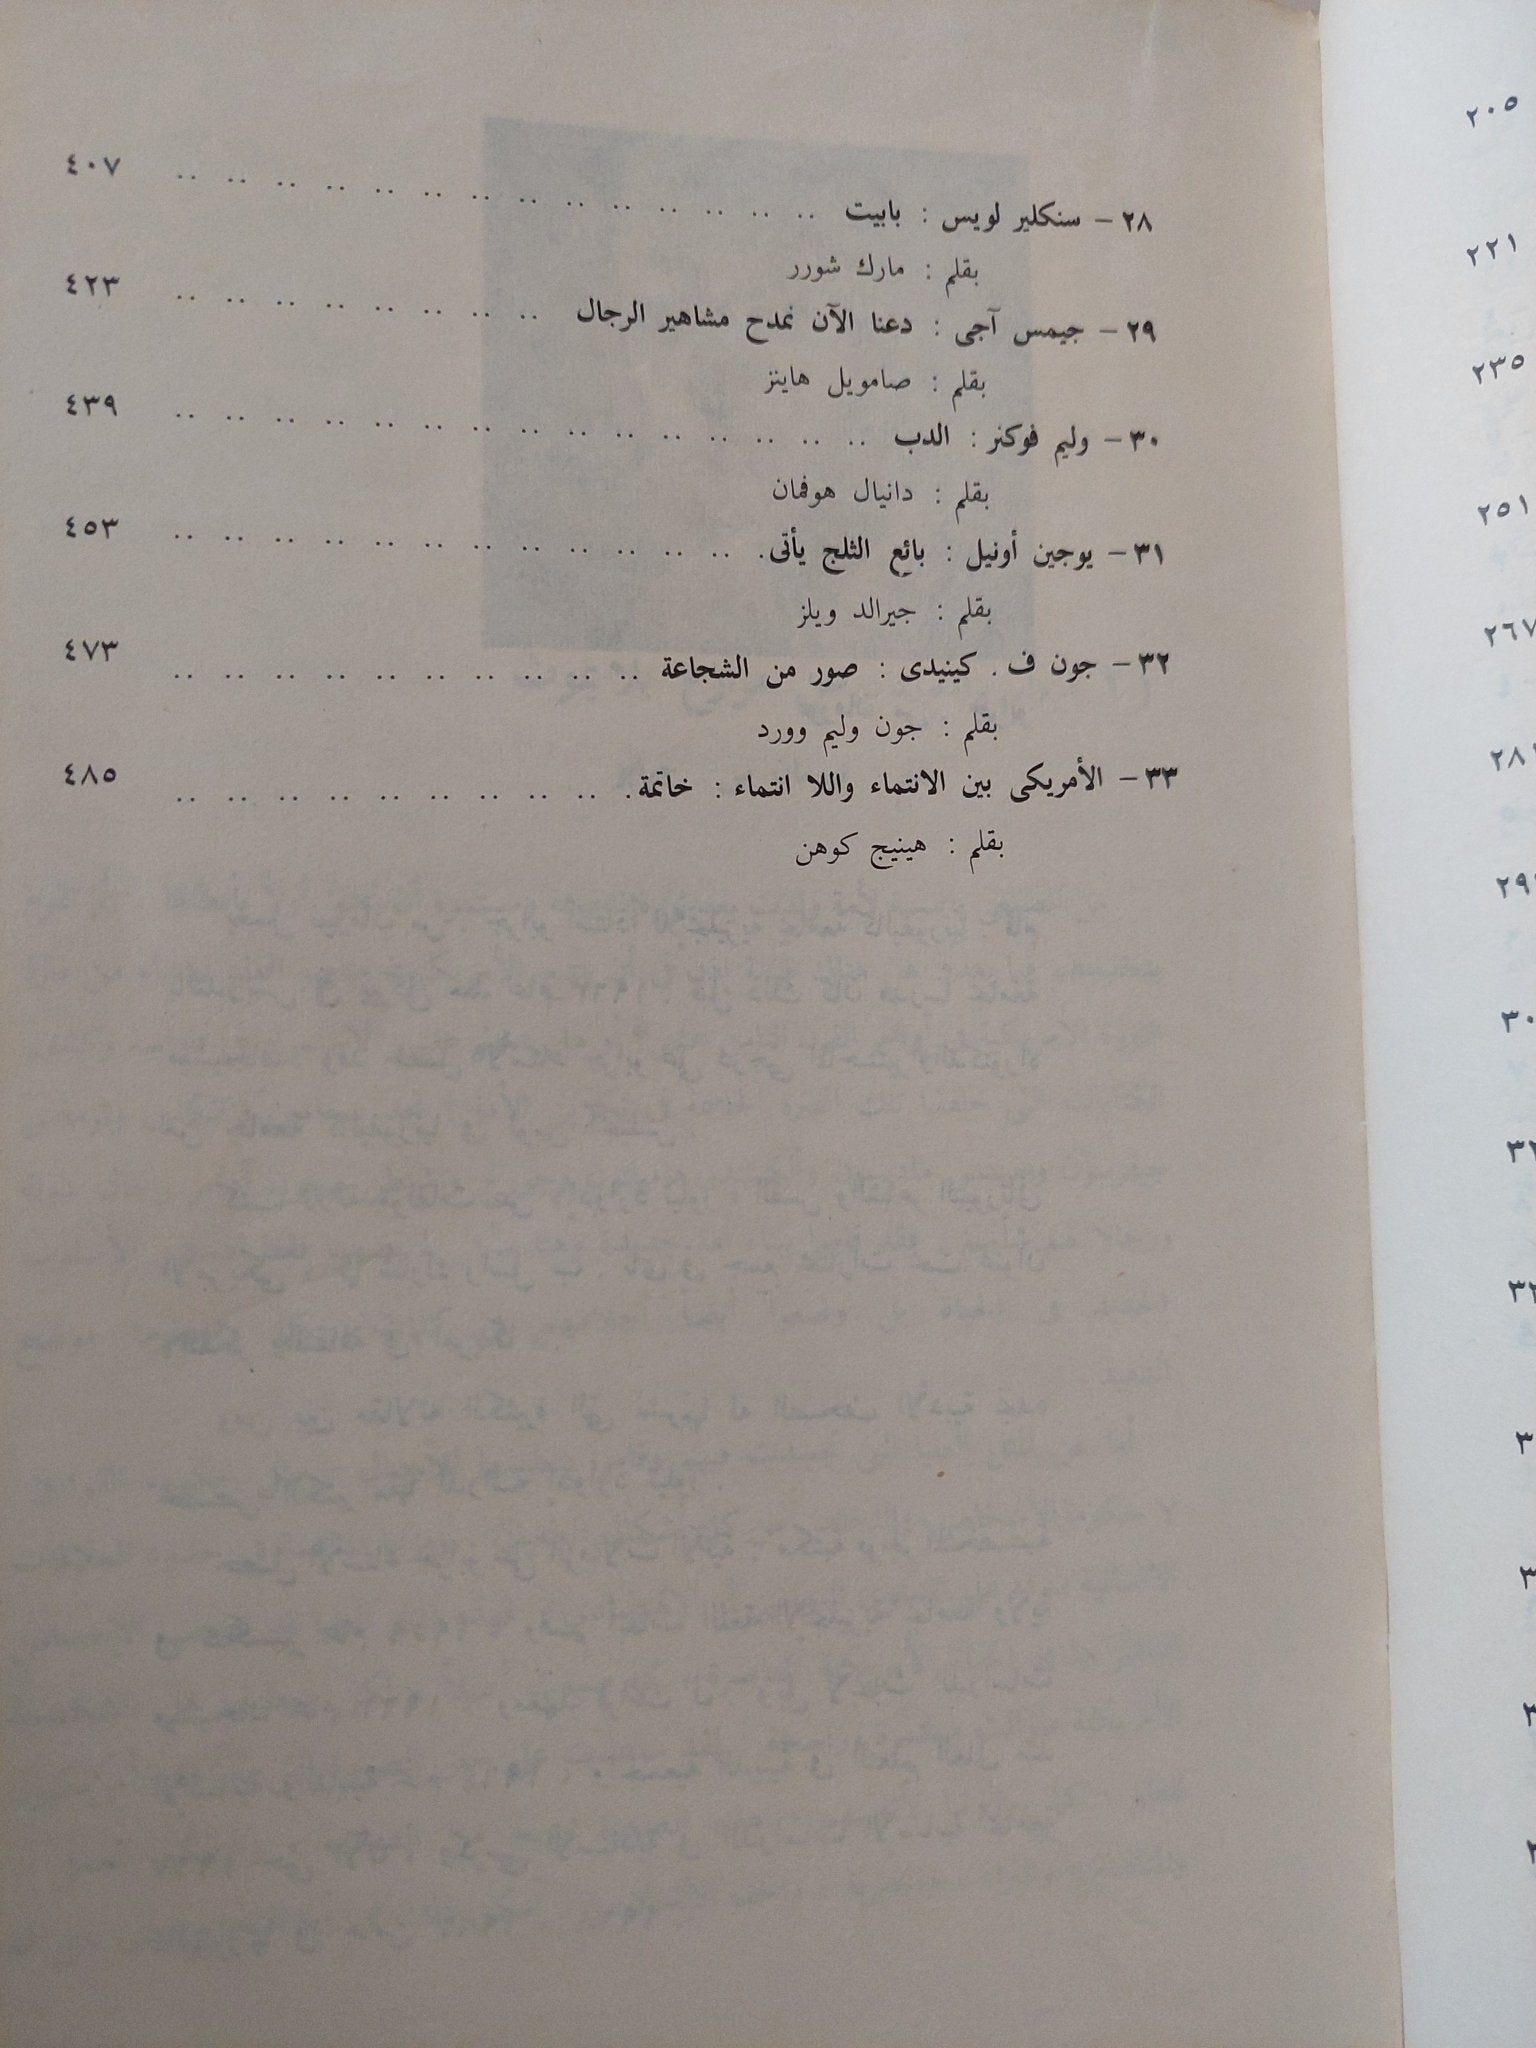 ٢٨ – سنكلير لويس : بابيت .. .. .. .. .. .. .. .. .. .. .. .. .. .. ٤٠٧
بقلم : مارك شورر
٢٩ – جيمس آجى : دعنا الآن نمدح مشاهير الرجال .. .. .. .. .. .. .. .. ٤٢٣
بقلم : صامويل هاينز
٣٠ – وليم فوكنر : الدب .. .. .. .. .. .. .. .. .. .. .. .. .. .. .. ٤٣٩
بقلم : دانيال هوفمان
٣١ – يوجين أونيل : بائع الثلج يأتى. .. .. .. .. .. .. .. .. .. .. .. .. ٤٥٣
بقلم : جيرالد ويلز
٣٢ – جون ف. كينيدى : صور من الشجاعة .. .. .. .. .. .. .. .. .. .. ٤٧٣
بقلم : جون وليم وورد
٣٣ – الأمريكى بين الانتماء واللا انتماء : خاتمة. .. .. .. .. .. .. .. .. .. ٤٨٥
بقلم : هينيج كوهن
٢٠٥
٢٢١
٢٣٥
٢٥١
٢٦٧